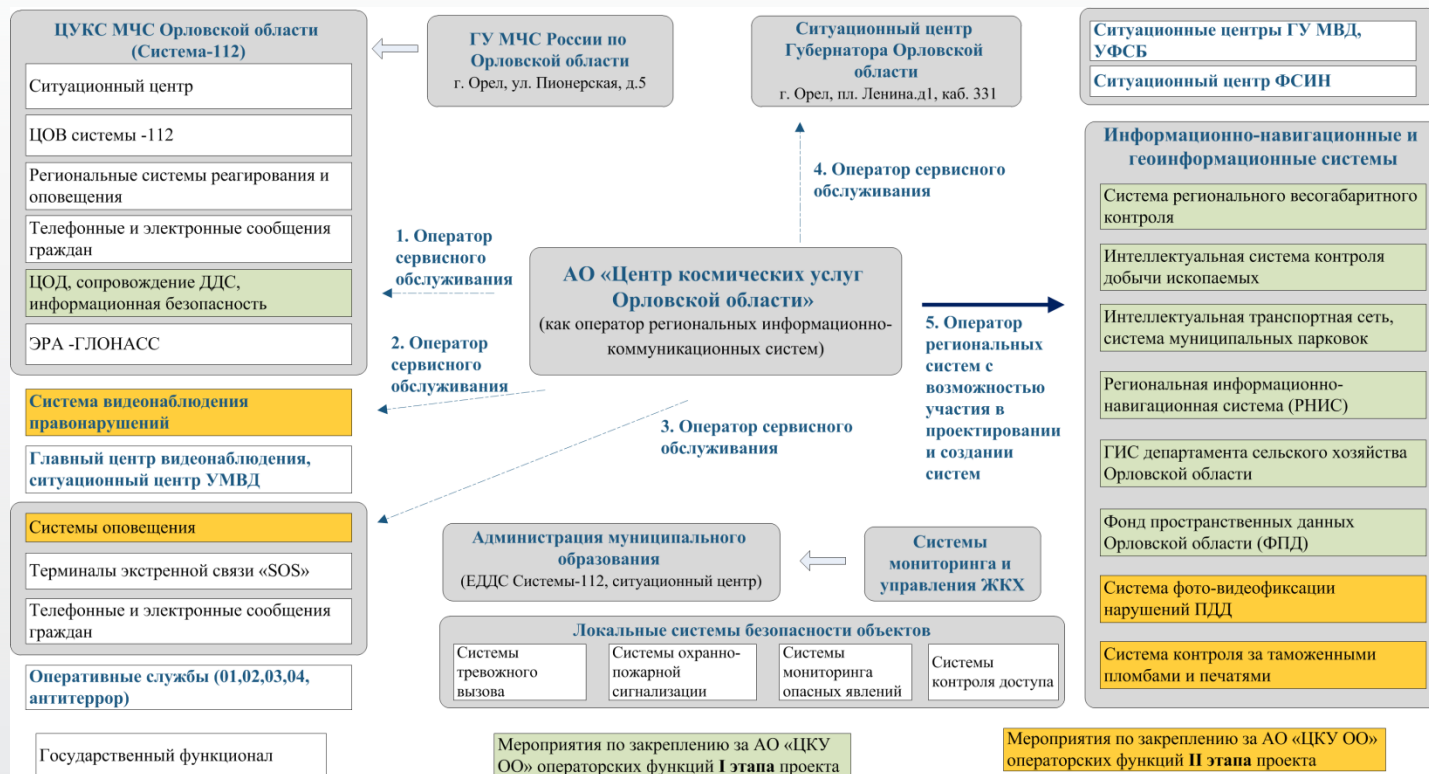 ЦУКС МЧС Орловской области
(Система-112)
Ситуационный центр
ЦОВ системы -112
Региональные системы реагирования и
оповещения
Телефонные и электронные сообщения
граждан
ЦОД, сопровождение ДДС,
информационная безопасность
ЭРА -ГЛОНАСС
Система видеонаблюдения
правонарушений
Главный центр видеонаблюдения,
ситуационный центр УМВД
Системы оповещения
Терминалы экстренной связи «SOS»
Телефонные и электронные сообщения
граждан
Оперативные службы (01,02,03,04,
антитеррор)
Государственный функционал
ГУ МЧС России по
Орловской области
г. Орел, ул. Пионерская, д.5
Ситуационный центр
Губернатора Орловской
области
г. Орел, пл. Ленина.д1, каб. 331
1. Оператор
сервисного
обслуживания
2. Оператор
сервисного
обслуживания
3. Оператор сервисного
обслуживания
4. Оператор сервисного
обслуживания
АО «Центр космических услуг
Орловской области»
(как оператор региональных информационно-
коммуникационных систем)
5. Оператор
региональных
систем с
возможностью
участия в
проектировании
и создании
систем
Администрация муниципального
образования
(ЕДДС Системы-112, ситуационный центр)
Системы
мониторинга и
управления ЖКХ
Локальные системы безопасности объектов
Системы
тревожного
вызова
Системы охранно-
пожарной
сигнализации
Системы
мониторинга
опасных явлений
Системы
контроля доступа
Мероприятия по закреплению за АО «ЦКУ
ОО» операторских функций I этапа проекта
Ситуационные центры ГУ МВД,
УФСБ
Ситуационный центр ФСИН
Информационно-навигационные и
геоинформационные системы
Система регионального весогабаритного
контроля
Интеллектуальная система контроля
добычи ископаемых
Интеллектуальная транспортная сеть,
система муниципальных парковок
Региональная информационно-
навигационная система (РНИС)
ГИС департамента сельского хозяйства
Орловской области
Фонд пространственных данных
Орловской области (ФПД)
Система фото-видеофиксации
нарушений ПДД
Система контроля за таможенными
пломбами и печатями
Мероприятия по закреплению за АО «ЦКУ ОО»
операторских функций II этапа проекта